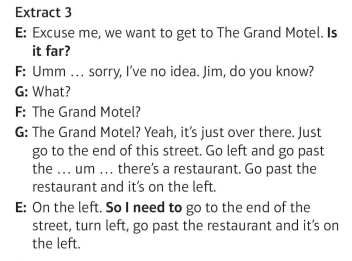 Extract 3
E: Excuse me, we want to get to The Grand Motel. Is
it far?
F: Umm … sorry, I've no idea. Jim, do you know?
G: What?
F: The Grand Motel?
G: The Grand Motel? Yeah, it's just over there. Just
go to the end of this street. Go left and go past
the … um … there's a restaurant. Go past the
restaurant and it's on the left.
E: On the left. So I need to go to the end of the
street, turn left, go past the restaurant and it's on
the left.